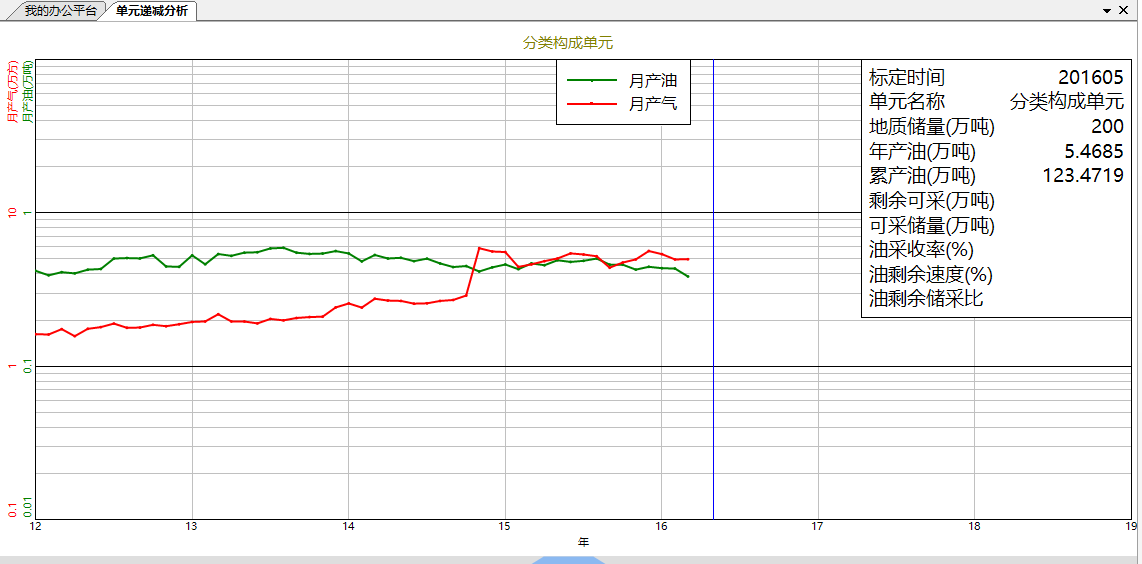 我的办公平台
单元递减分析
分类构成单元
月产气(万方)
月产油(万吨)
月产油
月产气
标定时间 201605
单元名称 分类构成单元
地质储量(万吨) 200
年产油(万吨) 5.4685
累产油(万吨) 123.4719
剩余可采(万吨)
可采储量(万吨)
油采收率(%)
油剩余速度(%)
油剩余储采比
10 1
1 0.1
0.1 0.01
12 13 14 15 16 17 18 19
年